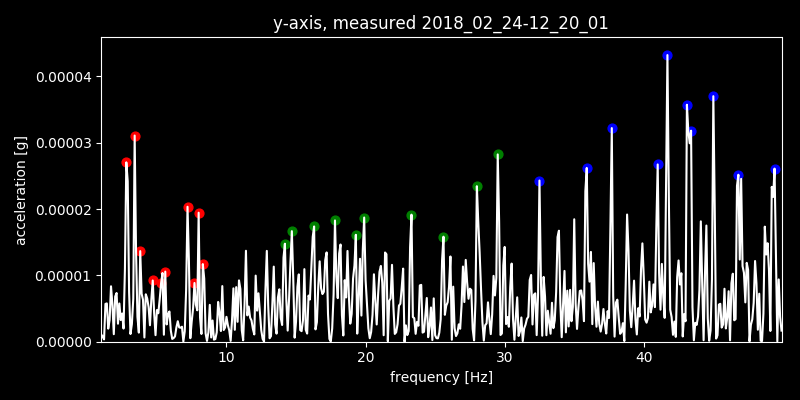 y-axis, measured 2018_02_24-12_20_01
acceleration [g]
0.00004
0.00003
0.00002
0.00001
0.00000
10 20 30 40
frequency [Hz]